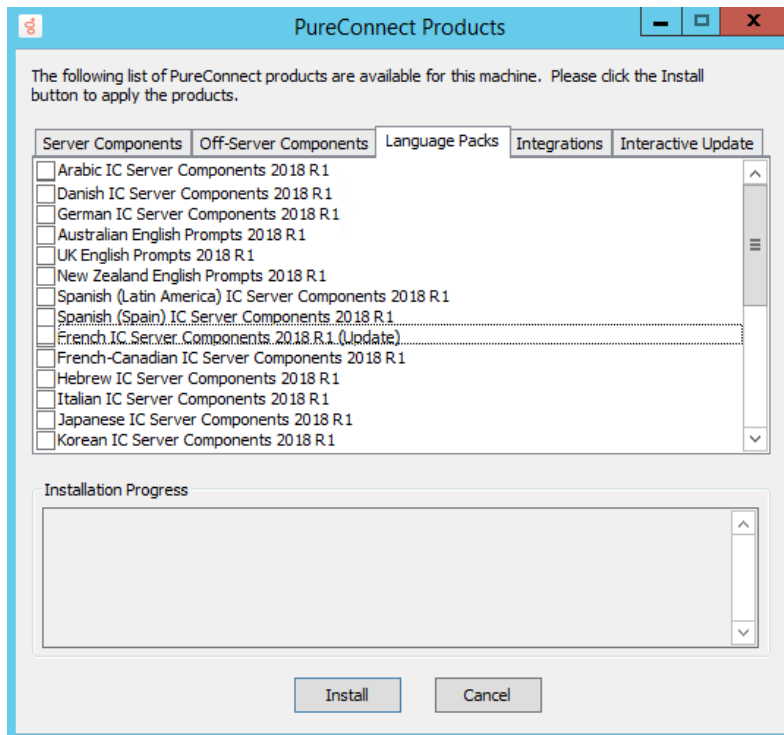 PureConnect Products
The following list of PureConnect products are available for this machine.  Please click the Install
button to apply the products.
Server Components
Off-Server Components
Language Packs
Integrations
Interactive Update
Arabic IC Server Components 2018 R1
Danish IC Server Components 2018 R1
German IC Server Components 2018 R1
Australian English Prompts 2018 R1
UK English Prompts 2018 R1
New Zealand English Prompts 2018 R1
Spanish (Latin America) IC Server Components 2018 R1
Spanish (Spain) IC Server Components 2018 R1
French IC Server Components 2018 R1 (Update)
French-Canadian IC Server Components 2018 R1
Hebrew IC Server Components 2018 R1
Italian IC Server Components 2018 R1
Japanese IC Server Components 2018 R1
Korean IC Server Components 2018 R1
Installation Progress
Install
Cancel